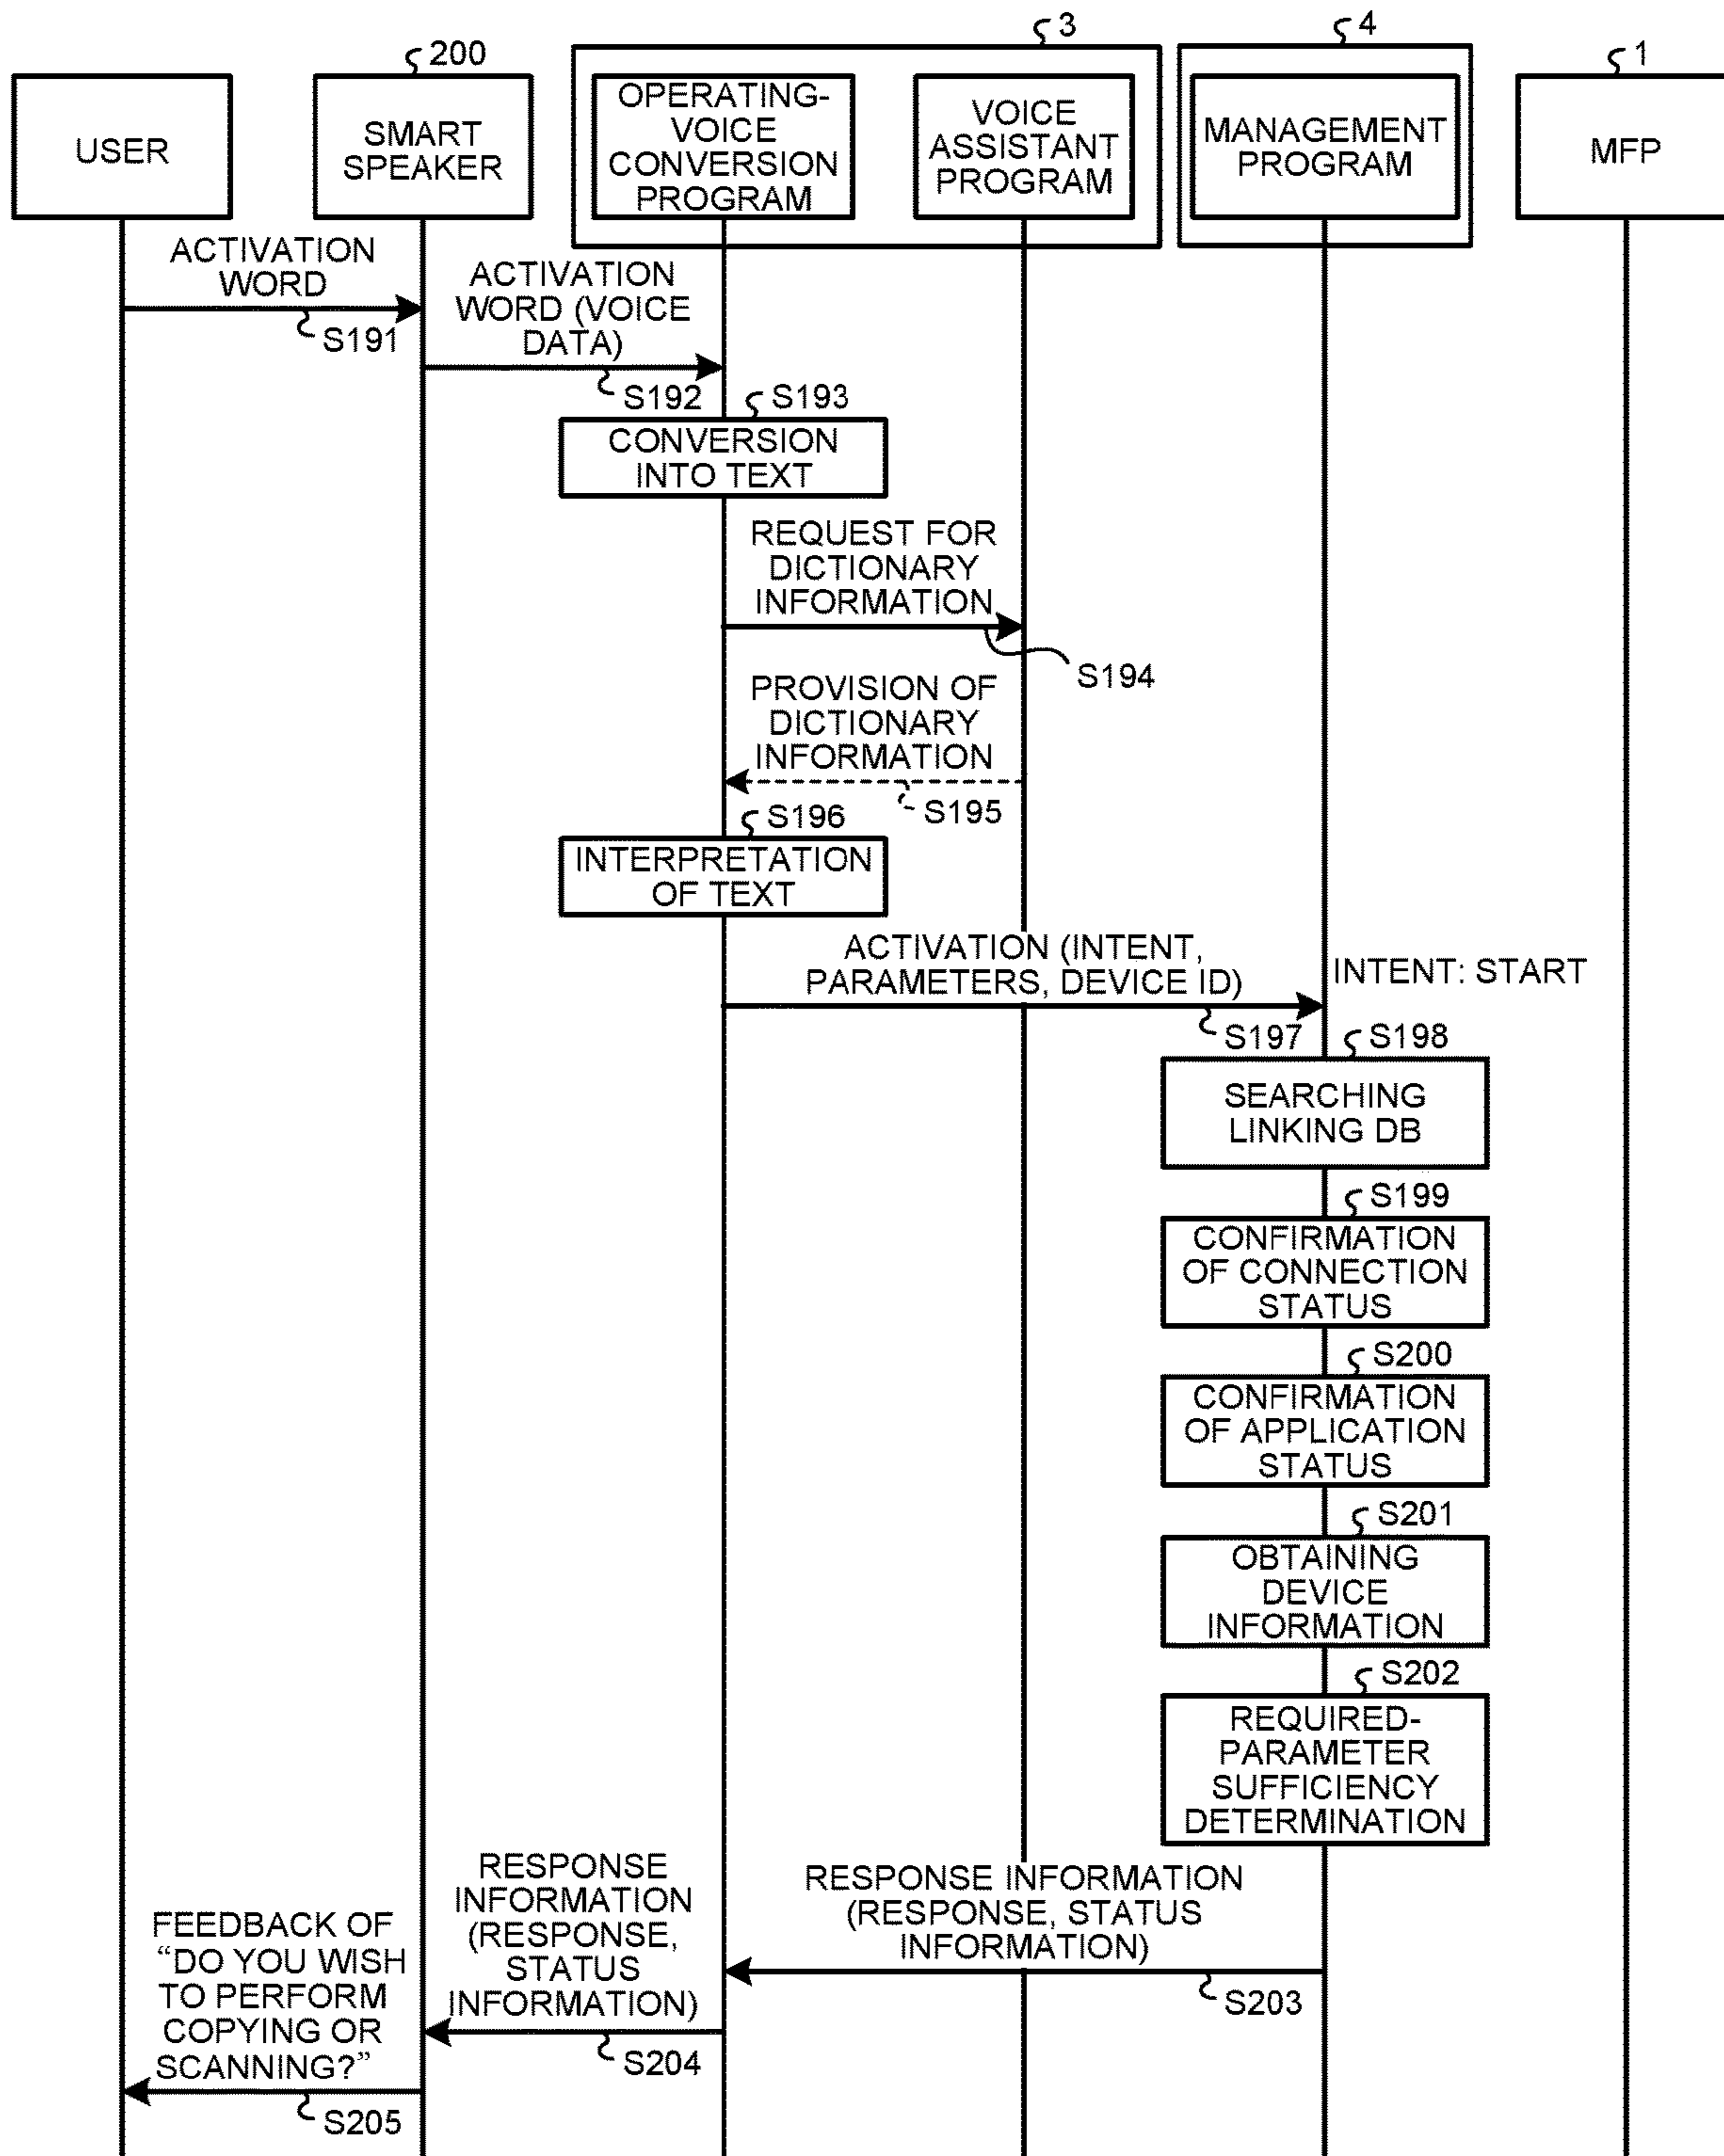 3
4
1
200
USER
SMART
SPEAKER
OPERATING-
VOICE
CONVERSION
PROGRAM
VOICE
ASSISTANT
PROGRAM
MANAGEMENT
PROGRAM
MFP
ACTIVATION
WORD
S191
ACTIVATION
WORD (VOICE
DATA)
S192
S193
CONVERSION
INTO TEXT
REQUEST FOR
DICTIONARY
INFORMATION
S194
PROVISION OF
DICTIONARY
INFORMATION
S195
S196
INTERPRETATION
OF TEXT
ACTIVATION (INTENT,
PARAMETERS, DEVICE ID)
INTENT: START
S197
S198
SEARCHING
LINKING DB
S199
CONFIRMATION
OF CONNECTION
STATUS
S200
CONFIRMATION
OF APPLICATION
STATUS
S201
OBTAINING
DEVICE
INFORMATION
S202
REQUIRED-
PARAMETER
SUFFICIENCY
DETERMINATION
RESPONSE INFORMATION
(RESPONSE, STATUS
INFORMATION)
S203
RESPONSE
INFORMATION
(RESPONSE,
STATUS
INFORMATION)
S204
FEEDBACK OF
“DO YOU WISH
TO PERFORM
COPYING OR
SCANNING?”
S205